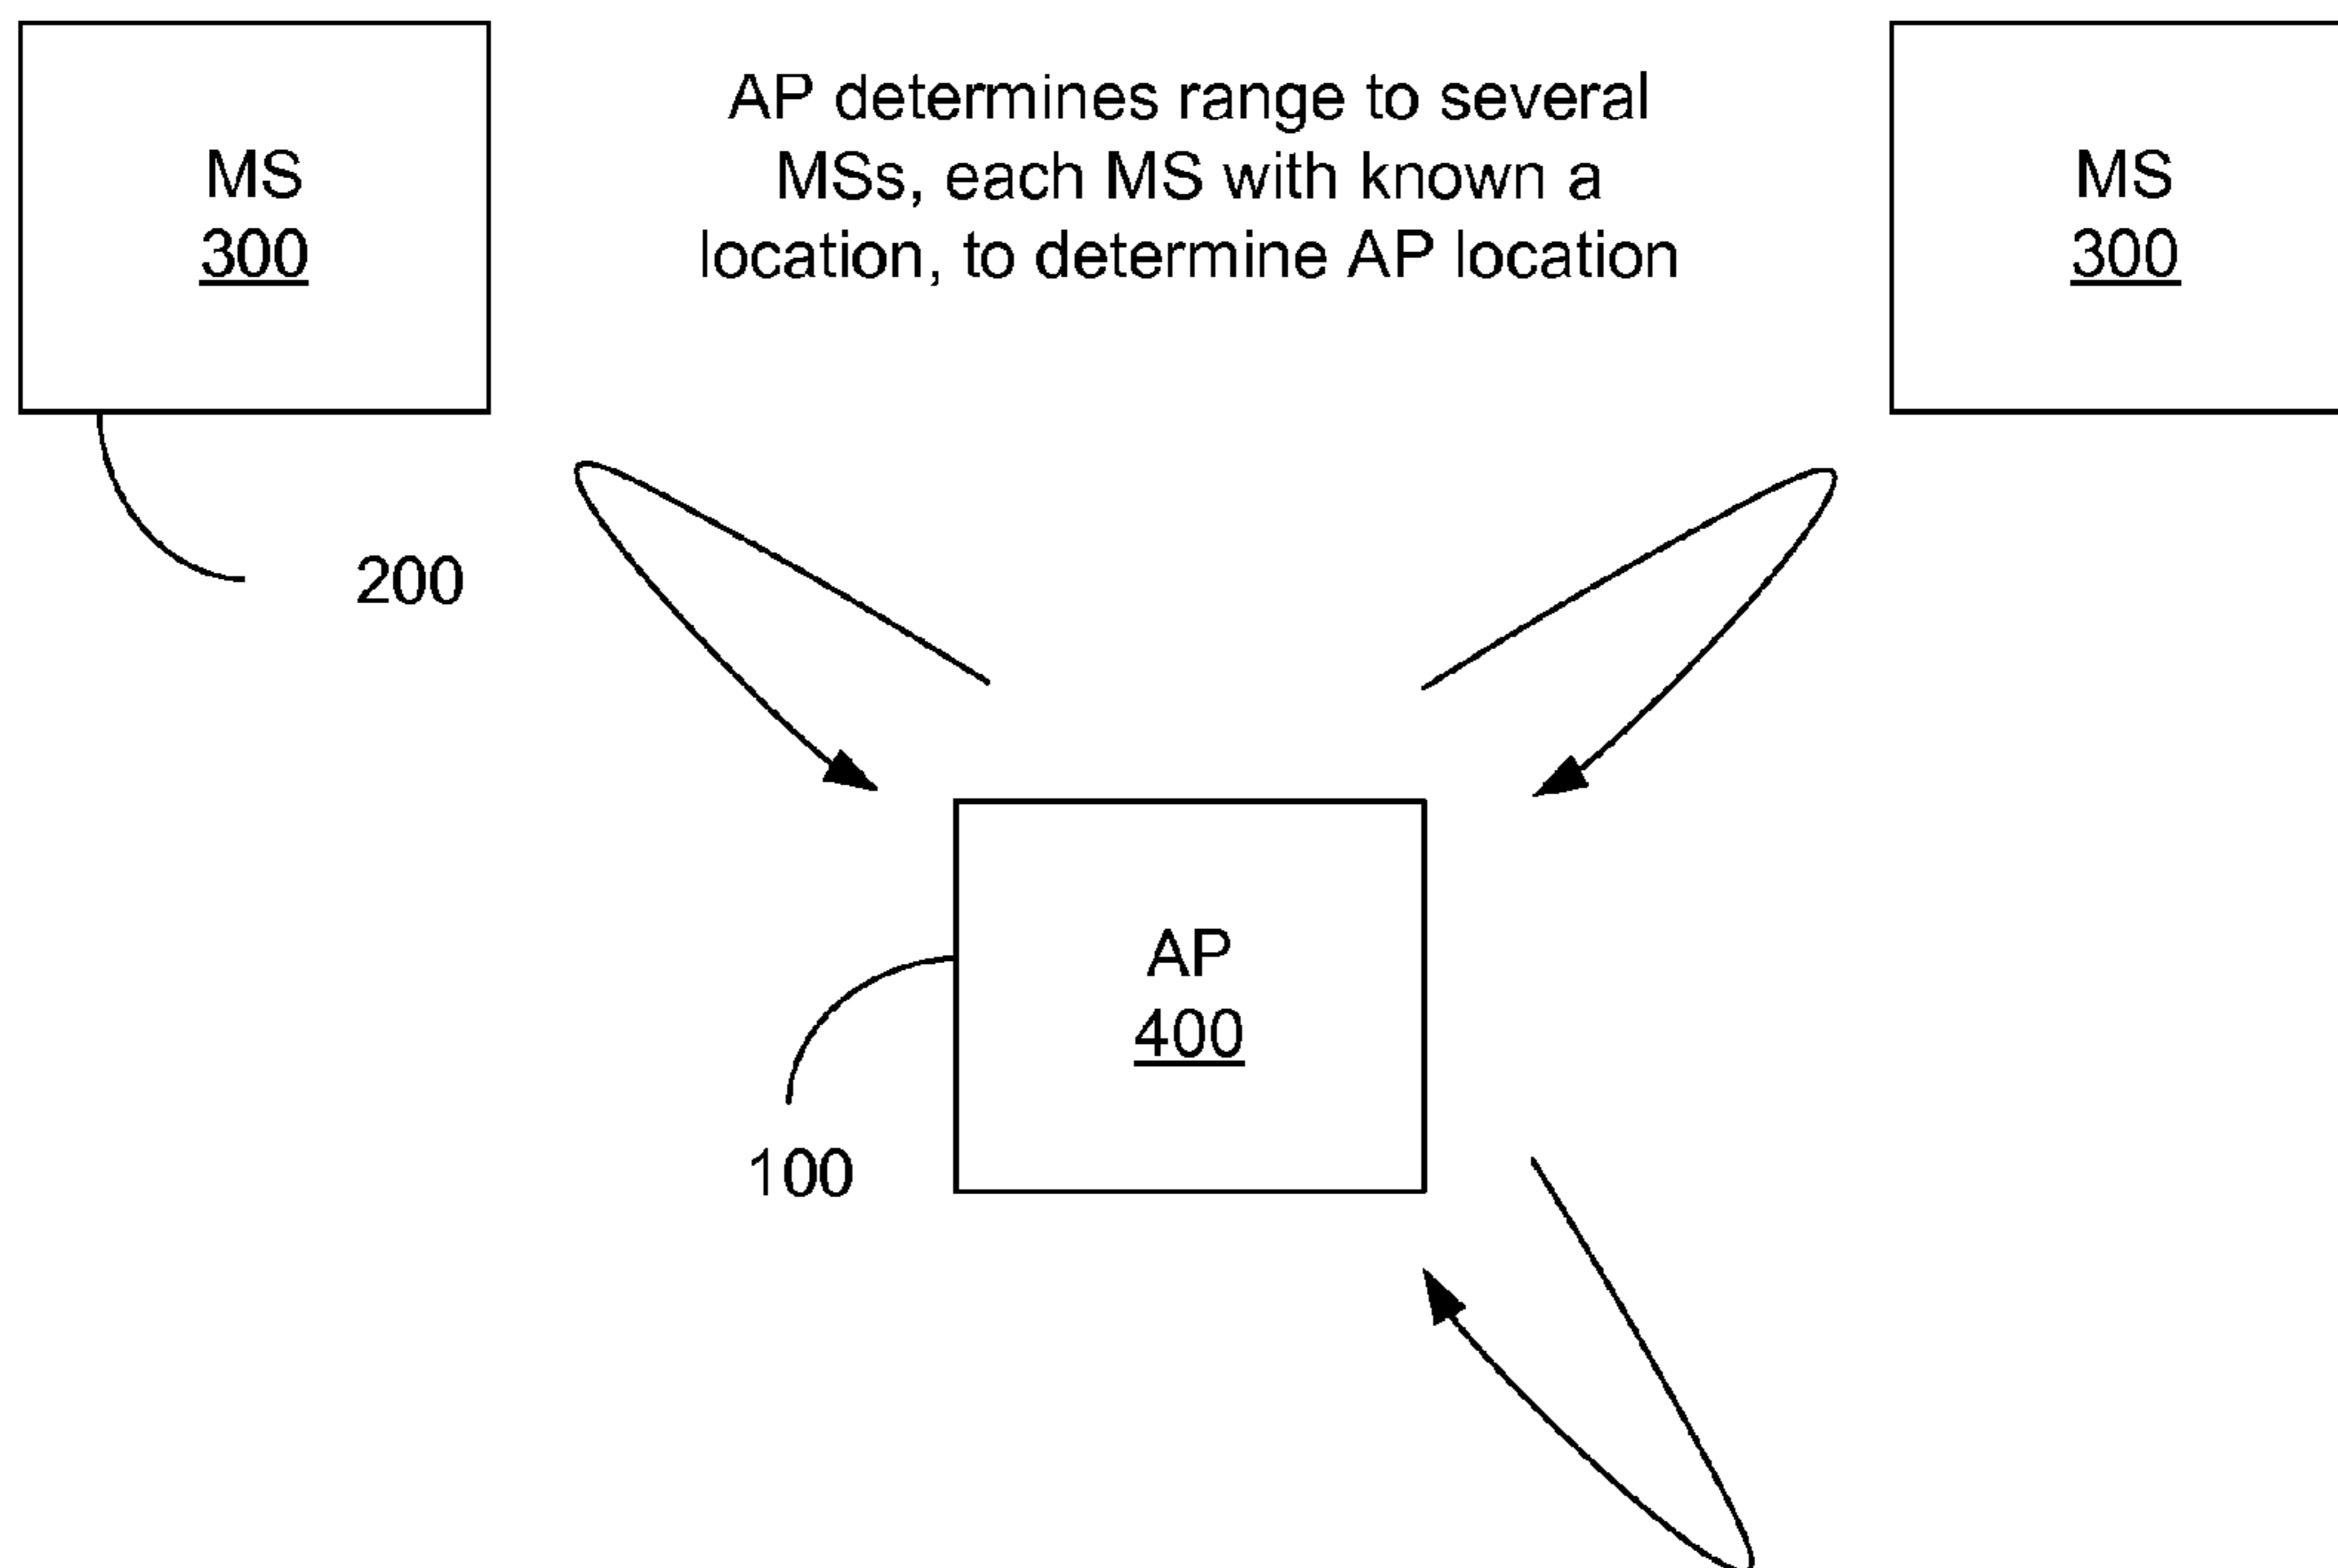 MS
300
AP determines range to several
MSs, each MS with known a
location, to determine AP location
MS
300
200
AP
400
100